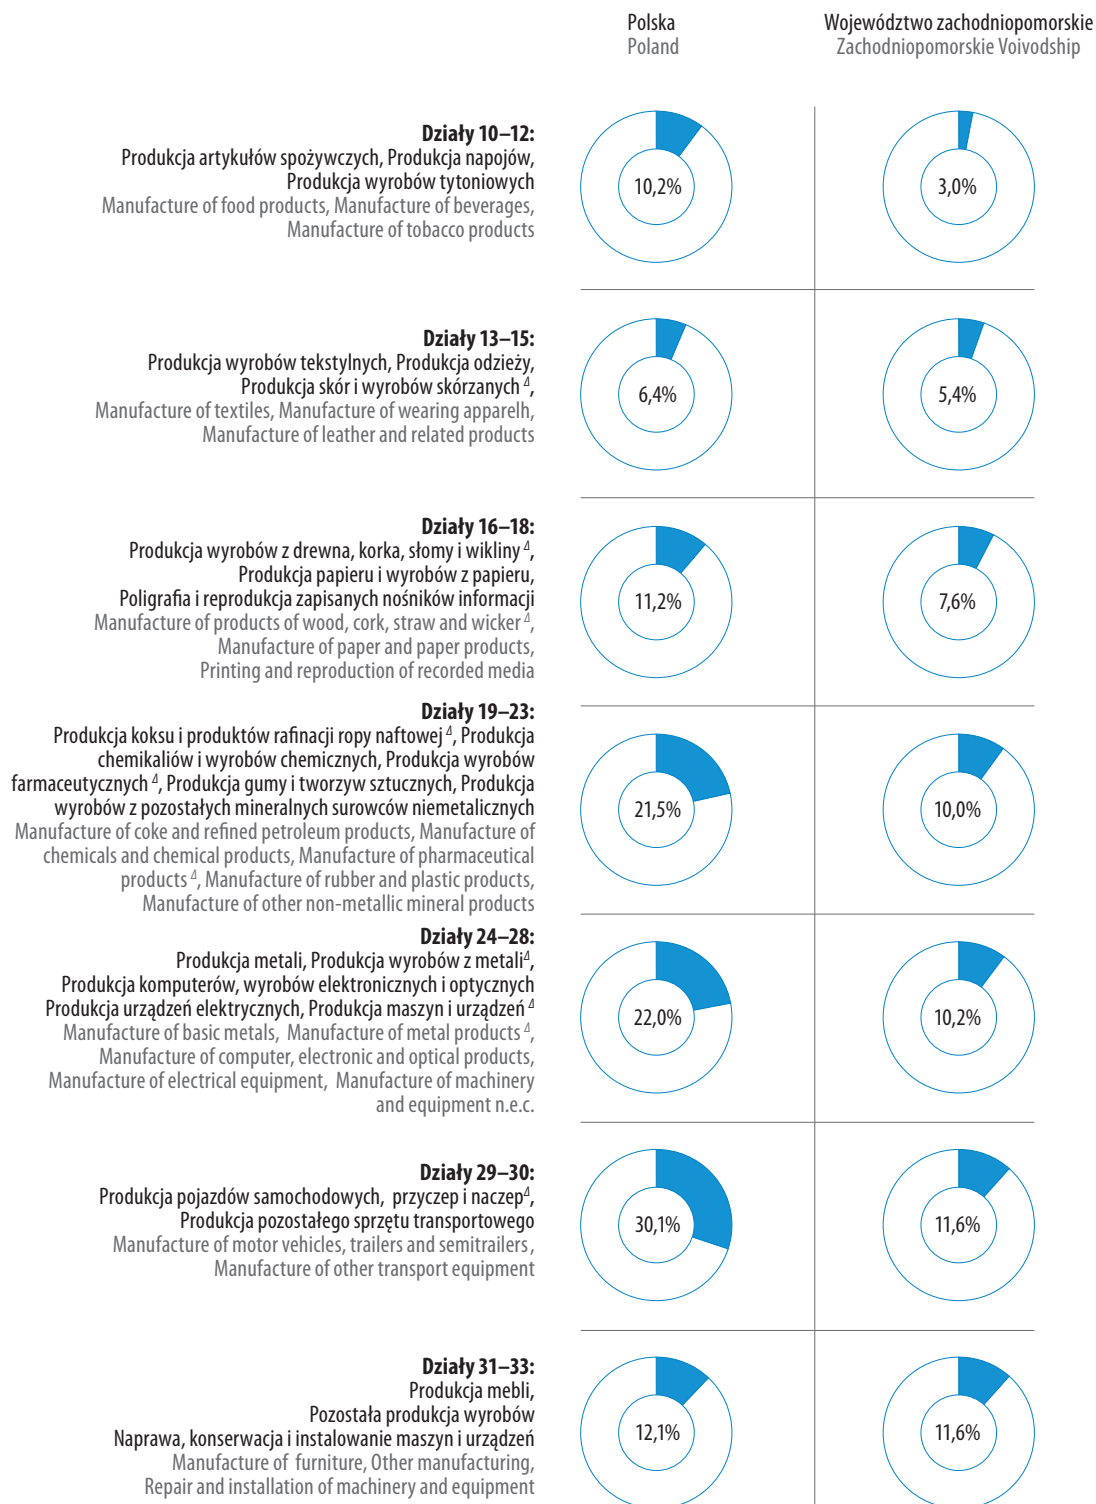 Polska
Poland
Województwo zachodniopomorskie
Zachodniopomorskie Voivodship
Działy 10–12:
Produkcja artykułów spożywczych, Produkcja napojów,
Produkcja wyrobów tytoniowych
Manufacture of food products, Manufacture of beverages,
Manufacture of tobacco products
10,2%
3,0%
Działy 13–15:
Produkcja wyrobów tekstylnych, Produkcja odzieży,
Produkcja skór i wyrobów skórzanych Δ,
Manufacture of textiles, Manufacture of wearing apparelh,
Manufacture of leather and related products
6,4%
5,4%
Działy 16–18:
Produkcja wyrobów z drewna, korka, słomy i wikliny Δ,
Produkcja papieru i wyrobów z papieru,
Poligrafia i reprodukcja zapisanych nośników informacji
Manufacture of products of wood, cork, straw and wicker Δ,
Manufacture of paper and paper products,
Printing and reproduction of recorded media
11,2%
7,6%
Działy 19–23:
Produkcja koksu i produktów rafinacji ropy naftowej Δ, Produkcja
chemikaliów i wyrobów chemicznych, Produkcja wyrobów
farmaceutycznych Δ, Produkcja gumy i tworzyw sztucznych, Produkcja
wyrobów z pozostałych mineralnych surowców niemetalicznych
Manufacture of coke and refined petroleum products, Manufacture of
chemicals and chemical products, Manufacture of pharmaceutical
products Δ, Manufacture of rubber and plastic products,
Manufacture of other non-metallic mineral products
21,5%
10,0%
Działy 24–28:
Produkcja metali, Produkcja wyrobów z metali Δ,
Produkcja komputerów, wyrobów elektronicznych i optycznych
Produkcja urządzeń elektrycznych, Produkcja maszyn i urządzeń Δ
Manufacture of basic metals, Manufacture of metal products Δ,
Manufacture of computer, electronic and optical products,
Manufacture of electrical equipment, Manufacture of machinery
and equipment n.e.c.
22,0%
10,2%
Działy 29–30:
Produkcja pojazdów samochodowych, przyczep i naczep Δ,
Produkcja pozostałego sprzętu transportowego
Manufacture of motor vehicles, trailers and semitrailers ,
Manufacture of other transport equipment
30,1%
11,6%
Działy 31–33:
Produkcja mebli,
Pozostała produkcja wyrobów
Naprawa, konserwacja i instalowanie maszyn i urządzeń
Manufacture of furniture, Other manufacturing,
Repair and installation of machinery and equipment
12,1%
11,6%